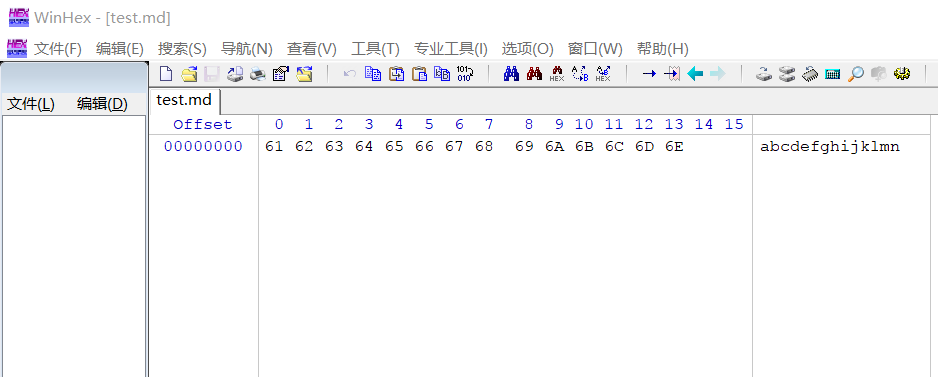 WinHex - [test.md]
文件(F) 编辑(E) 搜索(S) 导航(N) 查看(V) 工具(T) 专业工具(I) 选项(O) 窗口(W) 帮助(H)
文件(L) 编辑(D)
test.md
Offset 0 1 2 3 4 5 6 7 8 9 10 11 12 13 14 15
00000000 61 62 63 64 65 66 67 68 69 6A 6B 6C 6D 6E abcdefghijklmn